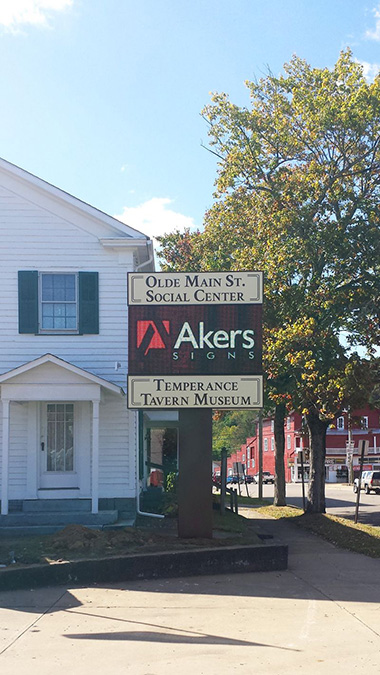 OLDE MAIN ST.
SOCIAL CENTER
Akers
SIGNS
TEMPERANCE
TAVERN MUSEUM